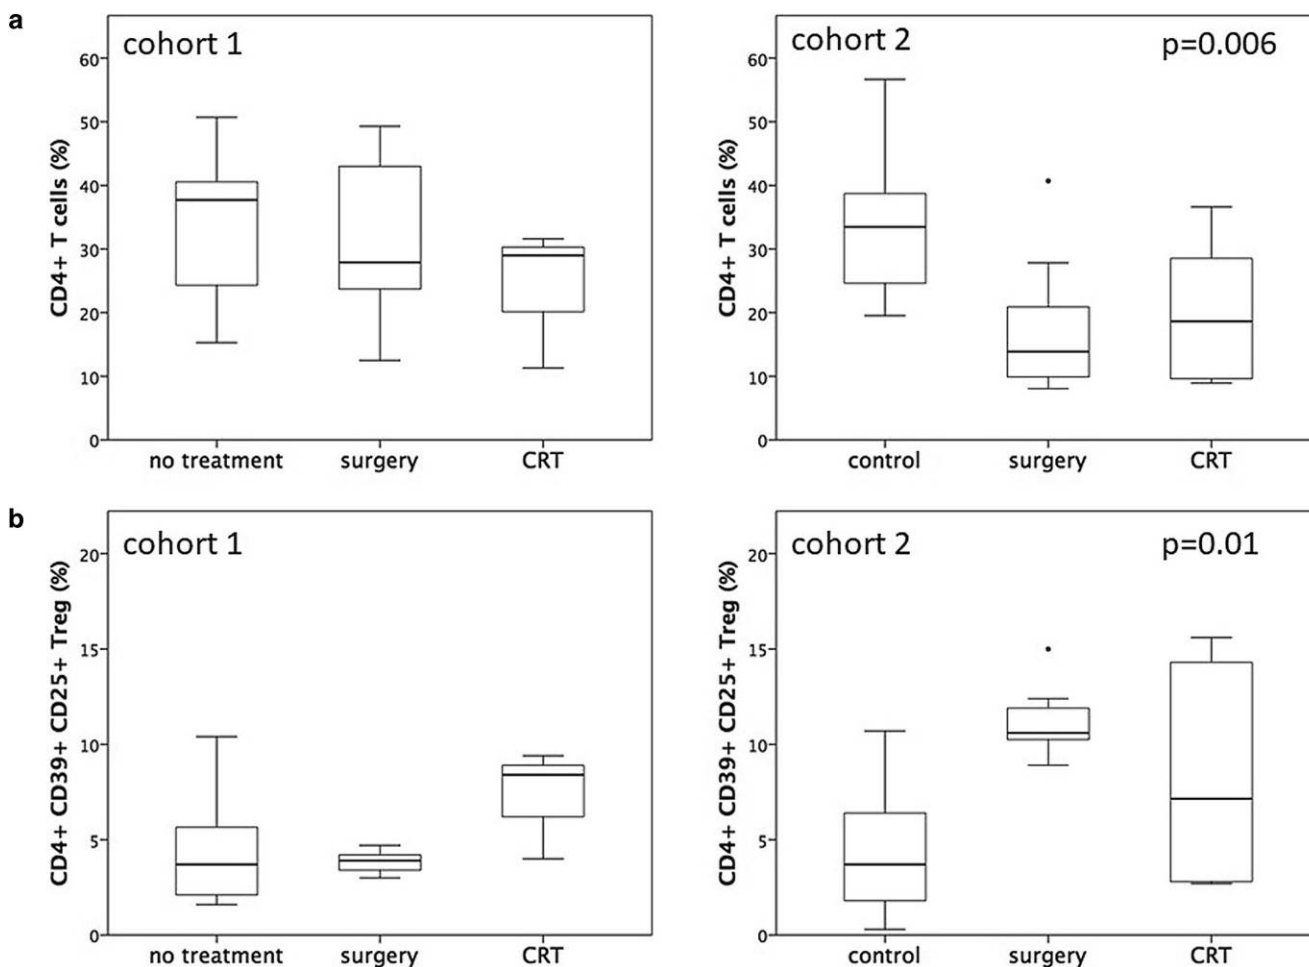 a
cohort 1
CD4+ T cells (%)
60
50
40
30
20
10
0
no treatment surgery CRT
cohort 2 p=0.006
CD4+ T cells (%)
60
50
40
30
20
10
0
control surgery CRT
b
cohort 1
CD4+ CD39+ CD25+ Treg (%)
20
15
10
5
0
no treatment surgery CRT
cohort 2 p=0.01
CD4+ CD39+ CD25+ Treg (%)
20
15
10
5
0
control surgery CRT